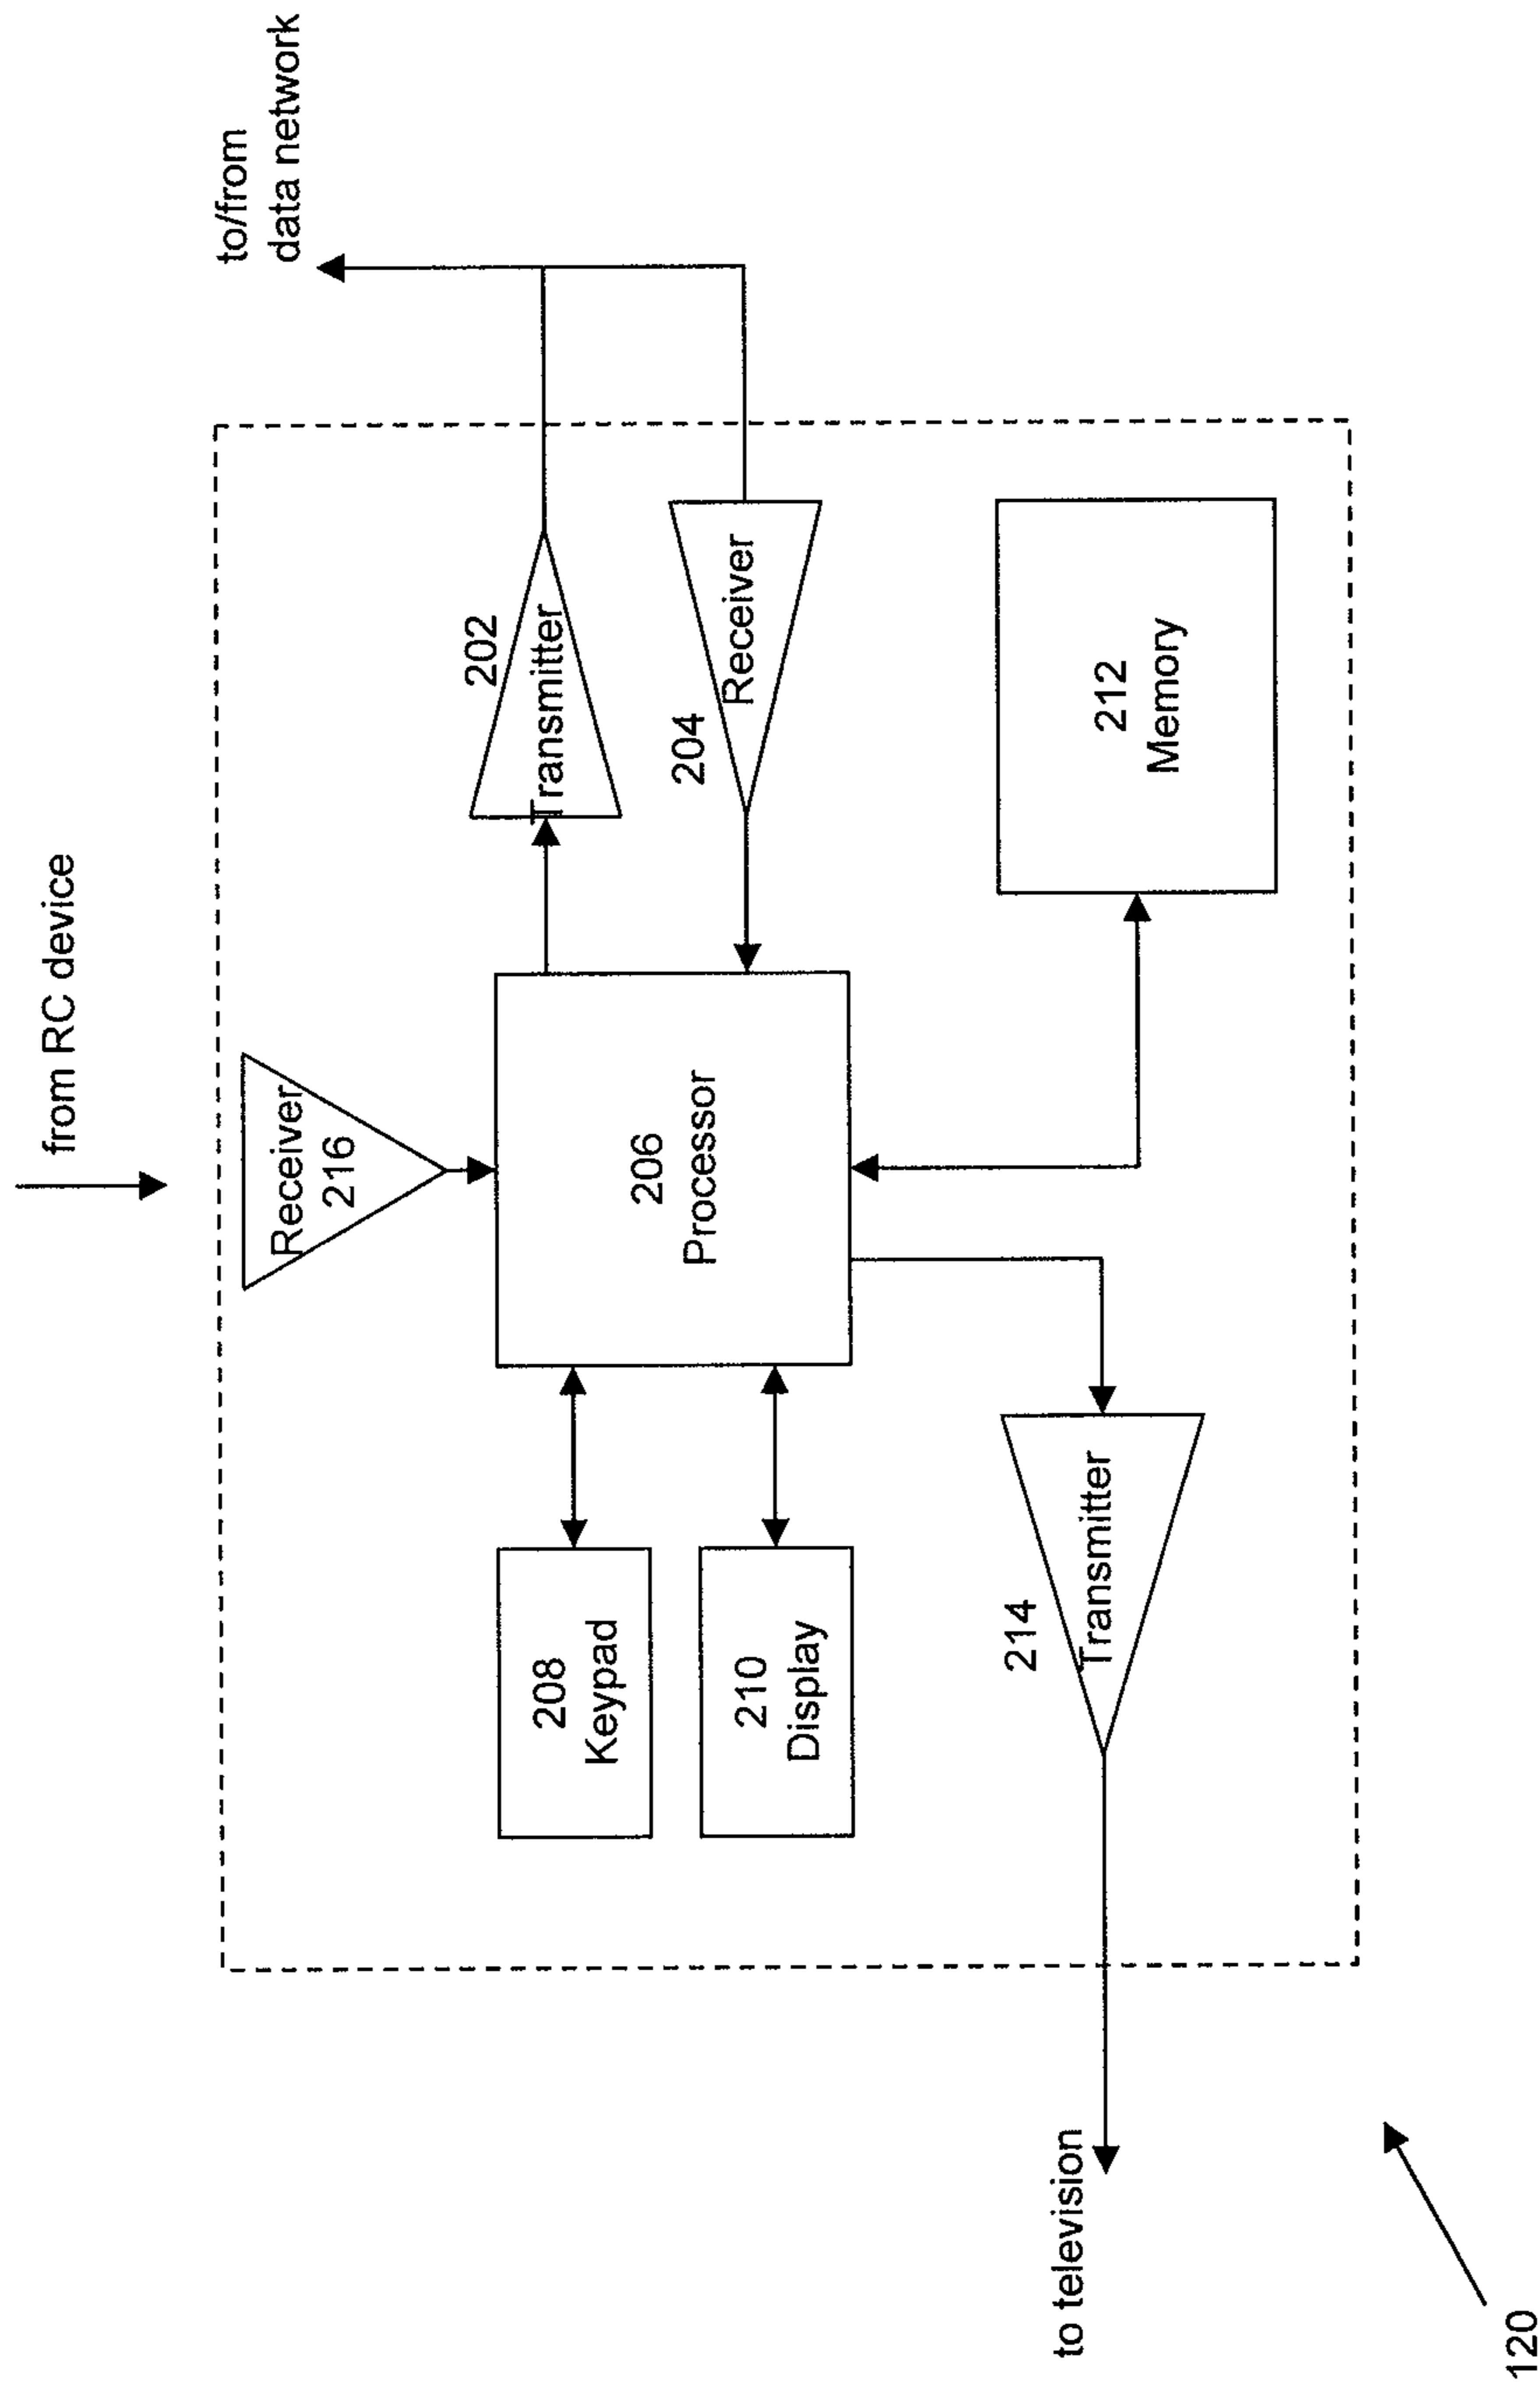 from RC device
to/from
data network
Receiver
216
202
Transmitter
204
Receiver
206
Processor
208
Keypad
210
Display
212
Memory
214
Transmitter
to television
120